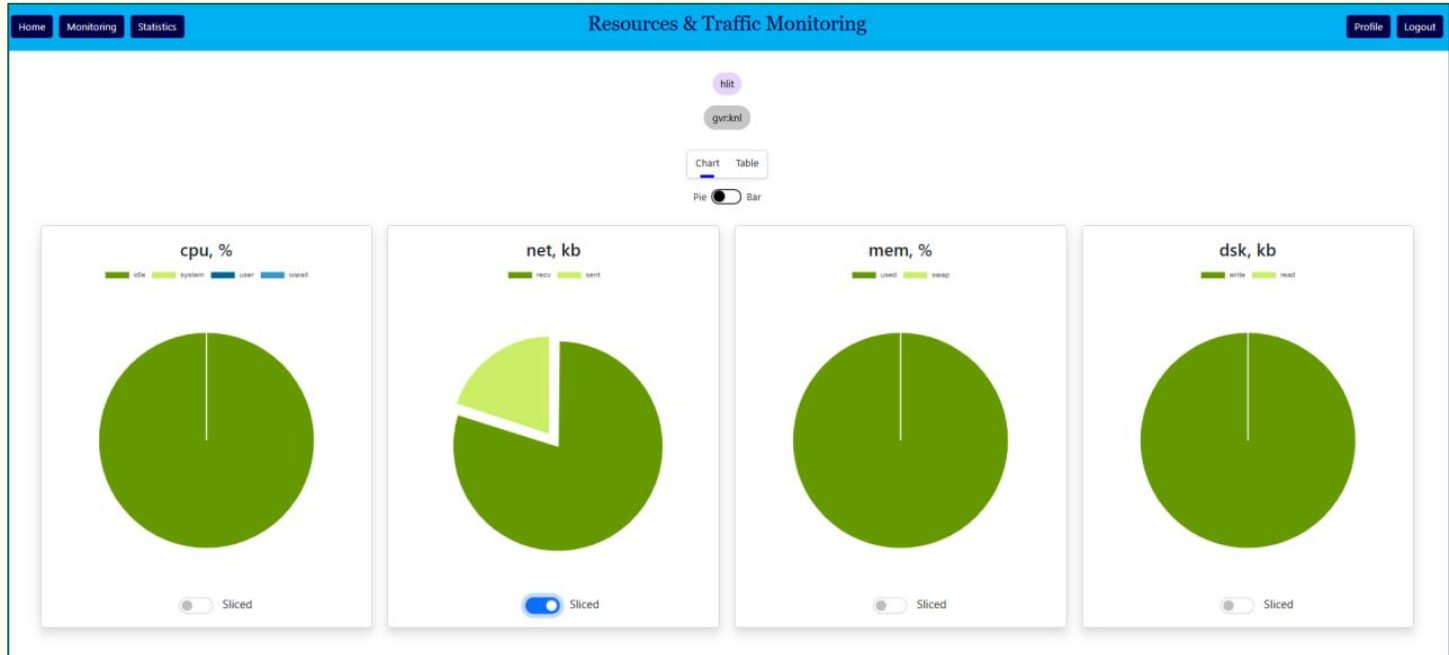 Home Monitoring Statistics Resources & Traffic Monitoring Profile Logout
hlit
gvr:knl
Chart Table
Pie Bar
cpu, %
idle system user iowait
Sliced
net, kb
recv sent
Sliced
mem, %
used swap
Sliced
dsk, kb
write read
Sliced